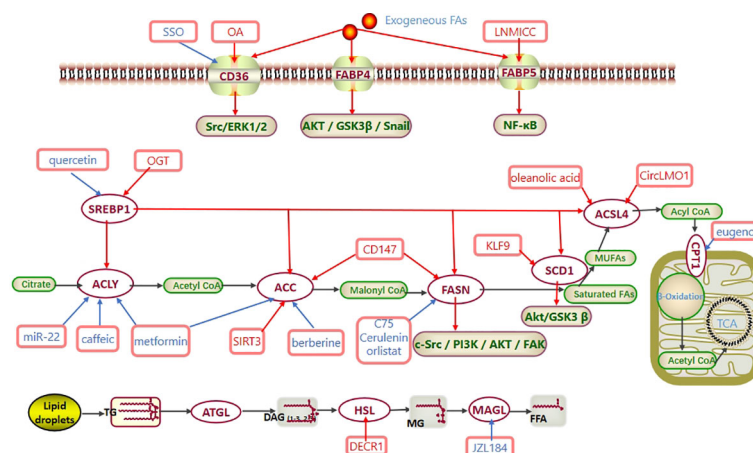 SSO
OA
Exogeneous FAs
LNMICC
CD36
FABP4
FABP5
Src/ERK1/2
AKT / GSK3β / Snail
NF-κB
quercetin
OGT
oleanolic acid
CircLMO1
SREBP1
ACSL4
Acyl CoA
eugeno
CD147
KLF9
CPT1
MUFAs
SCD1
Citrate
ACLY
Acetyl CoA
ACC
Malonyl CoA
FASN
Saturated FAs
β-Oxidation
TCA
Akt/GSK3 β
miR-22
caffeic
metformin
SIRT3
berberine
C75
Cerulenin
orlistat
c-Src / PI3K / AKT / FAK
Acetyl CoA
Lipid
droplets
TG
ATGL
DAG
HSL
MG
MAGL
FFA
DECR1
JZL184